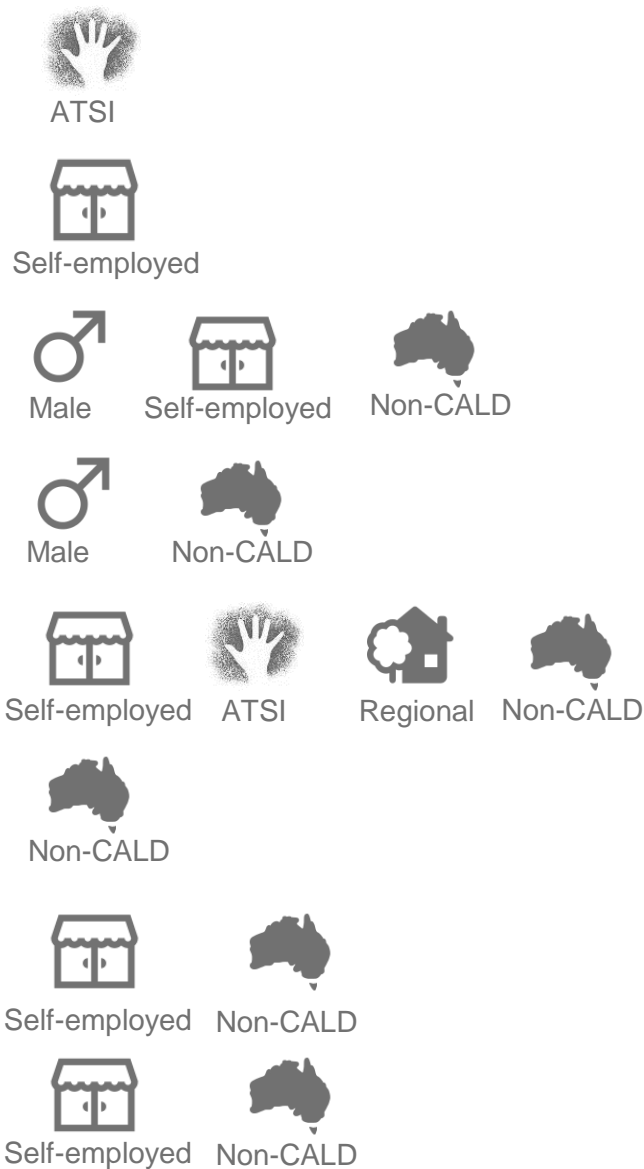 ATSI
Self-employed
Male Self-employed Non-CALD
Male Non-CALD
Self-employed ATSI Regional Non-CALD
Non-CALD
Self-employed Non-CALD
Self-employed Non-CALD